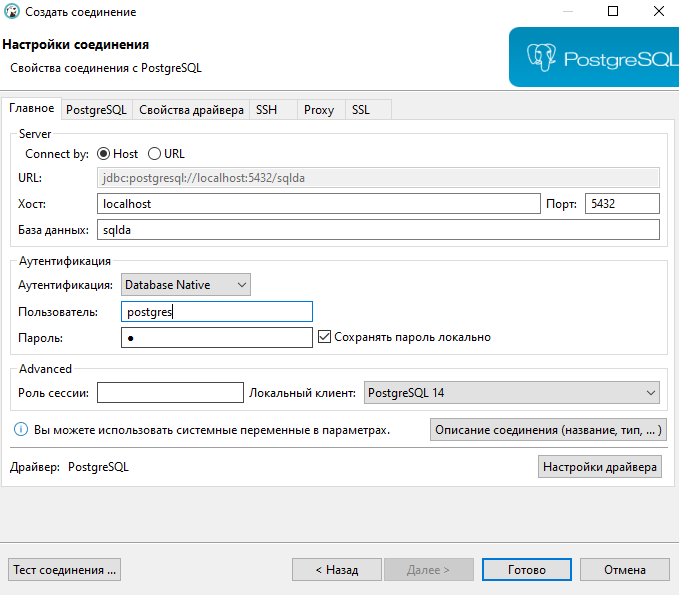 Создать соединение
Настройки соединения
Свойства соединения с PostgreSQL
PostgreSQL
Главное PostgreSQL Свойства драйвера SSH Proxy SSL
Server
Connect by: Host URL
URL: jdbc:postgresql://localhost:5432/sqlda
Хост: localhost Порт: 5432
База данных: sqlda
Аутентификация
Аутентификация: Database Native
Пользователь: postgres
Пароль: ● Сохранять пароль локально
Advanced
Роль сессии: Локальный клиент: PostgreSQL 14
Вы можете использовать системные переменные в параметрах. Описание соединения (название, тип, ... )
Драйвер: PostgreSQL Настройки драйвера
Тест соединения ... < Назад Далее > Готово Отмена